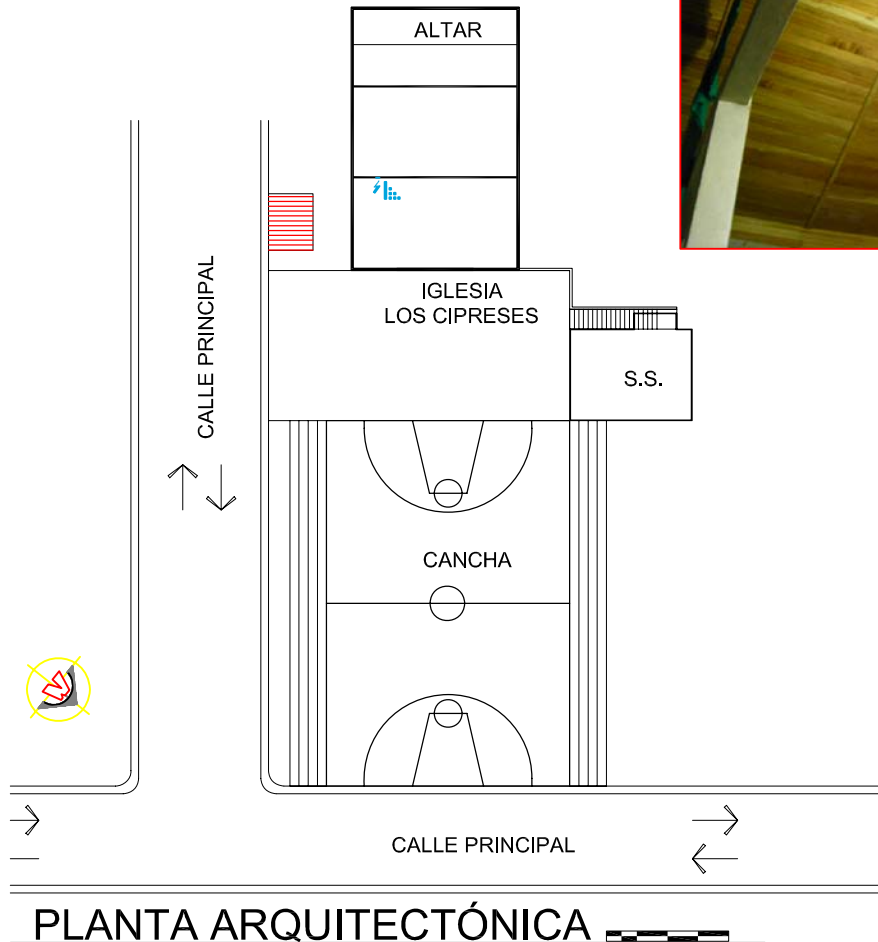 ALTAR
IGLESIA
LOS CIPRESES
S.S.
CALLE PRINCIPAL
CANCHA
CALLE PRINCIPAL
PLANTA ARQUITECTÓNICA